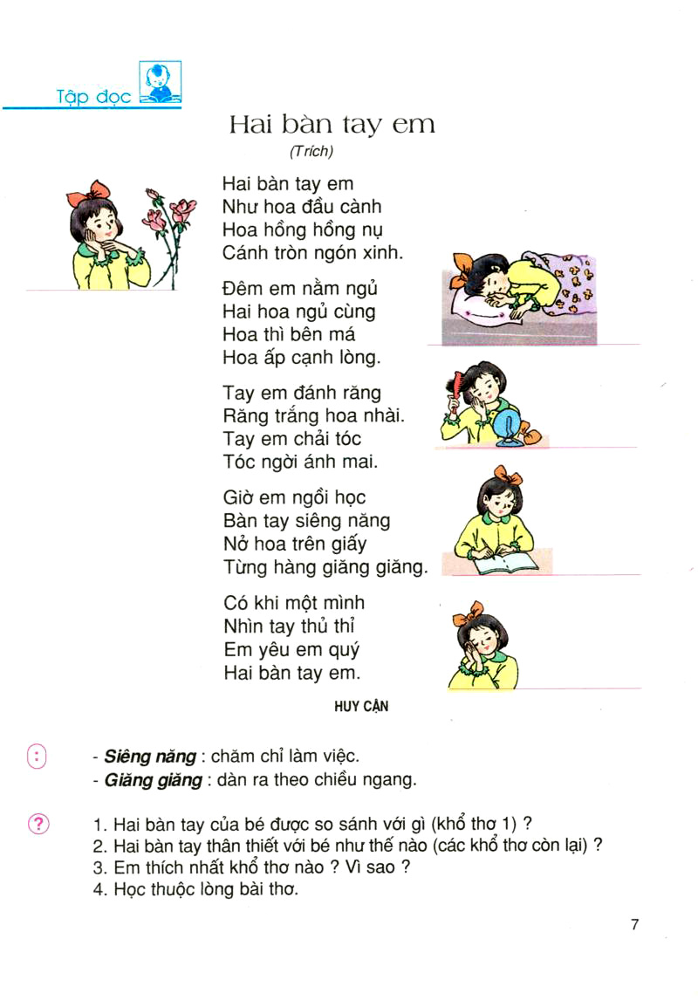 Tập đọc
Hai bàn tay em
(Trích)
Hai bàn tay em
Như hoa đầu cành
Hoa hồng hồng nụ
Cánh tròn ngón xinh.
Đêm em nằm ngủ
Hai hoa ngủ cùng
Hoa thì bên má
Hoa ấp cạnh lòng.
Tay em đánh răng
Răng trắng hoa nhài.
Tay em chải tóc
Tóc ngời ánh mai.
Giờ em ngồi học
Bàn tay siêng năng
Nở hoa trên giấy
Từng hàng giăng giăng.
Có khi một mình
Nhìn tay thủ thỉ
Em yêu em quý
Hai bàn tay em.
HUY CẬN
:
- Siêng năng : chăm chỉ làm việc.
- Giăng giăng : dàn ra theo chiều ngang.
?
1. Hai bàn tay của bé được so sánh với gì (khổ thơ 1) ?
2. Hai bàn tay thân thiết với bé như thế nào (các khổ thơ còn lại) ?
3. Em thích nhất khổ thơ nào ? Vì sao ?
4. Học thuộc lòng bài thơ.
7